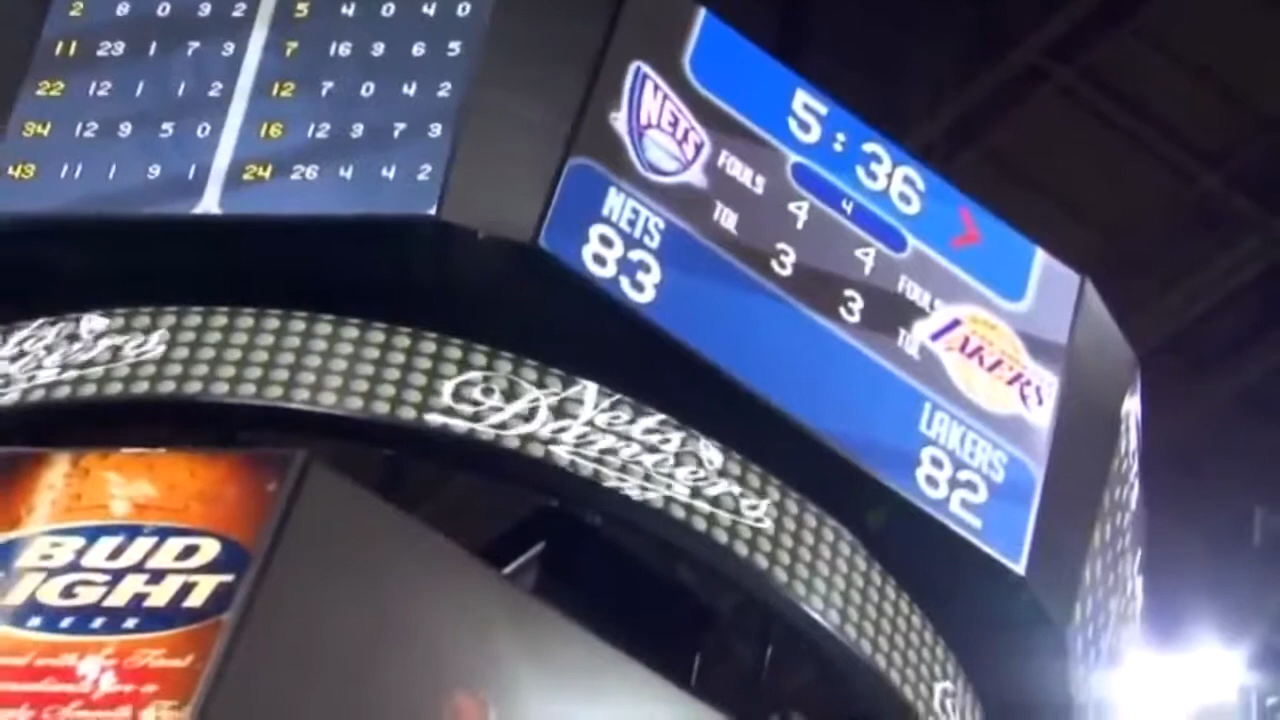 2 8 0 3 2 5 4 0 4 0
11 23 1 7 3 7 16 9 6 5
22 12 1 1 2 12 7 0 4 2
34 12 9 5 0 16 12 3 7 3
43 11 1 9 1 24 26 4 4 2
5:36
NETS
FOULS 4 4 4 FOULS
TOL 3 3 TOL
NETS
83
LAKERS
LAKERS
82
Nets
Dancers
BUD
LIGHT
BEER